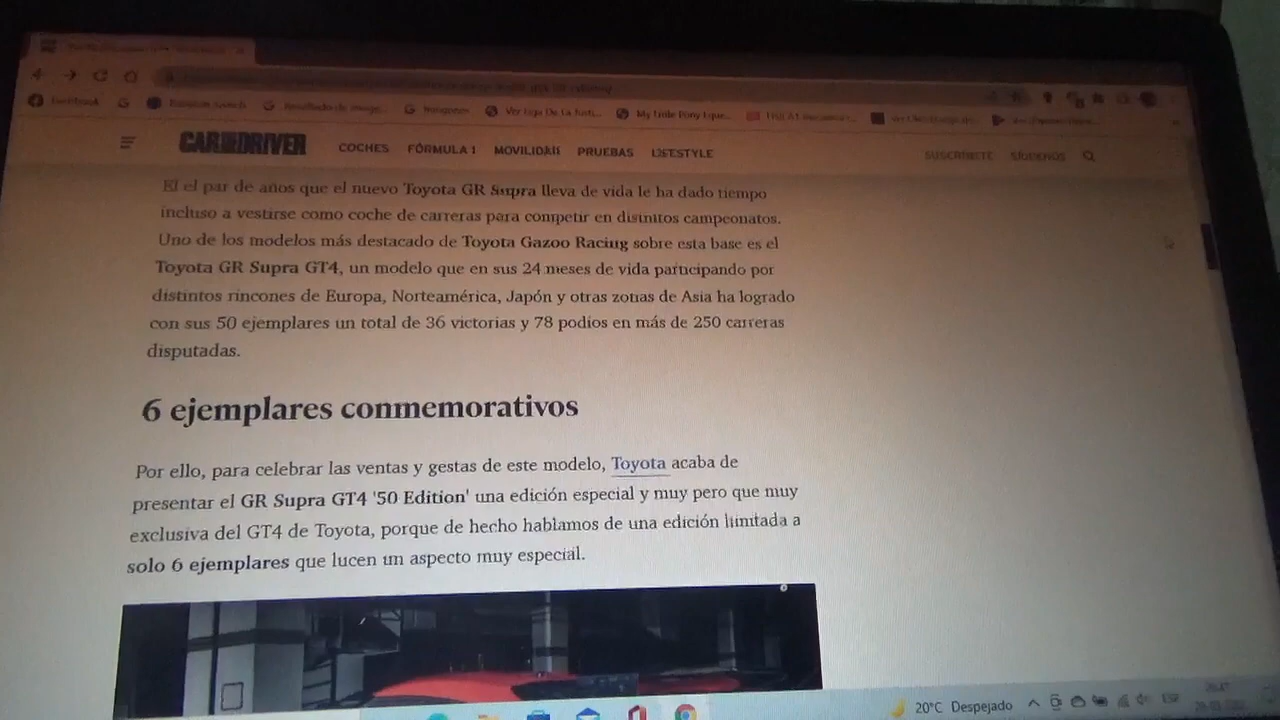 Facebook
CAR AND DRIVER COCHES FÓRMULA 1 MOVILIDAD PRUEBAS LIFESTYLE SUSCRÍBETE SÍGUENOS
El el par de años que el nuevo Toyota GR Supra lleva de vida le ha dado tiempo
incluso a vestirse como coche de carreras para competir en distintos campeonatos.
Uno de los modelos más destacado de Toyota Gazoo Racing sobre esta base es el
Toyota GR Supra GT4, un modelo que en sus 24 meses de vida participando por
distintos rincones de Europa, Norteamérica, Japón y otras zonas de Asia ha logrado
con sus 50 ejemplares un total de 36 victorias y 78 podios en más de 250 carreras
disputadas.
6 ejemplares conmemorativos
Por ello, para celebrar las ventas y gestas de este modelo, Toyota acaba de
presentar el GR Supra GT4 '50 Edition' una edición especial y muy pero que muy
exclusiva del GT4 de Toyota, porque de hecho hablamos de una edición limitada a
solo 6 ejemplares que lucen un aspecto muy especial.
20°C Despejado ESP